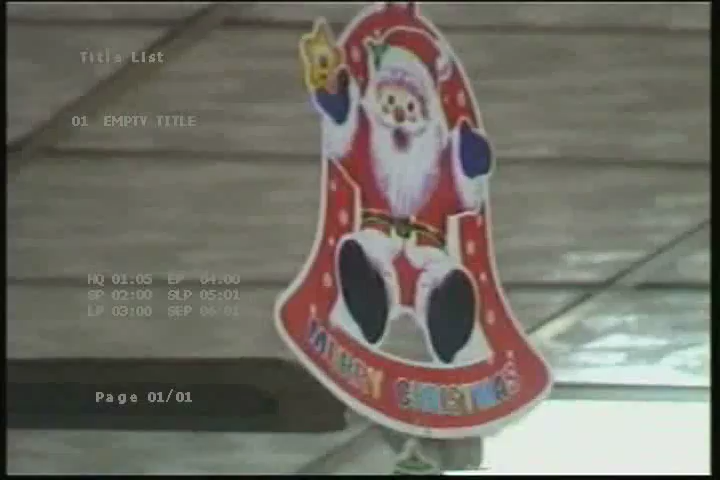 Title List
01 EMPTY TITLE
HQ 01:05 EP 04:00
SP 02:00 SLP 05:01
LP 03:00 SEP 06:01
Page 01/01
MERRY CHRISTMAS